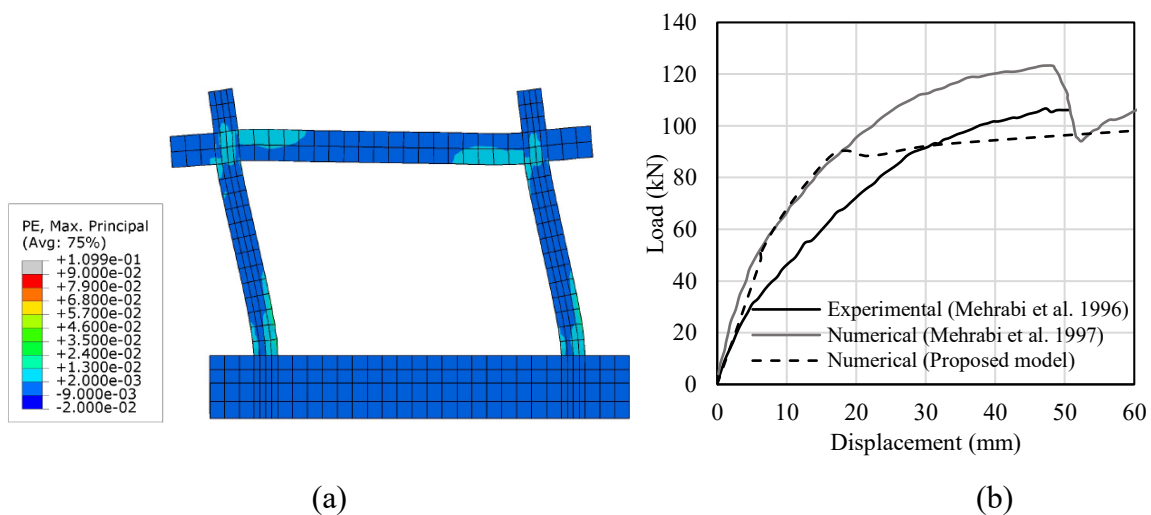 PE, Max. Principal
(Avg: 75%)
+1.099e-01
+9.000e-02
+7.900e-02
+6.800e-02
+5.700e-02
+4.600e-02
+3.500e-02
+2.400e-02
+1.300e-02
+2.000e-03
-9.000e-03
-2.000e-02
(a)
140
120
100
80
60
40
20
0
Load (kN)
Experimental (Mehrabi et al. 1996)
Numerical (Mehrabi et al. 1997)
Numerical (Proposed model)
0 10 20 30 40 50 60
Displacement (mm)
(b)